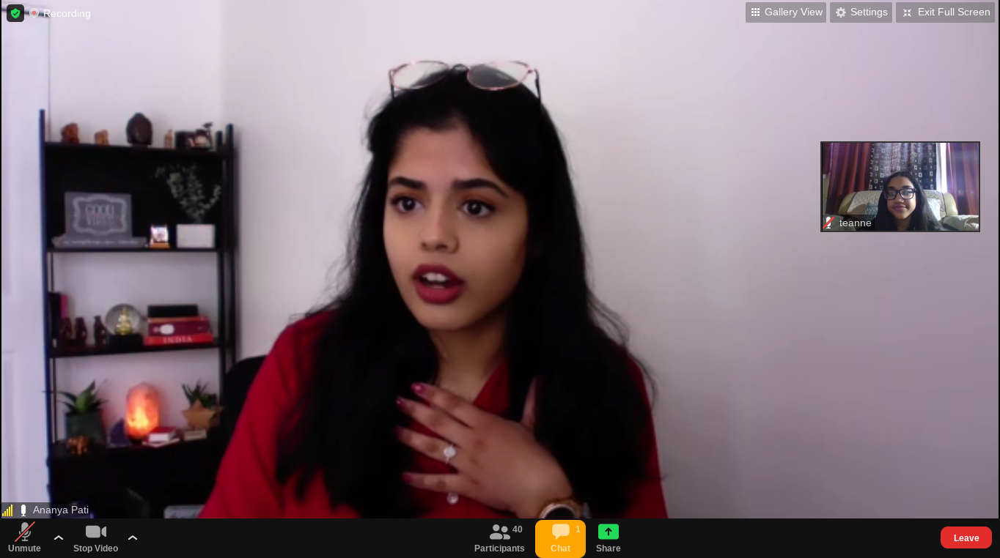 Recording
Gallery View
Settings
Exit Full Screen
GOOD
VIBES
teanne
INDIA
Ananya Pati
Unmute
Stop Video
40
Participants
1
Chat
Share
Leave